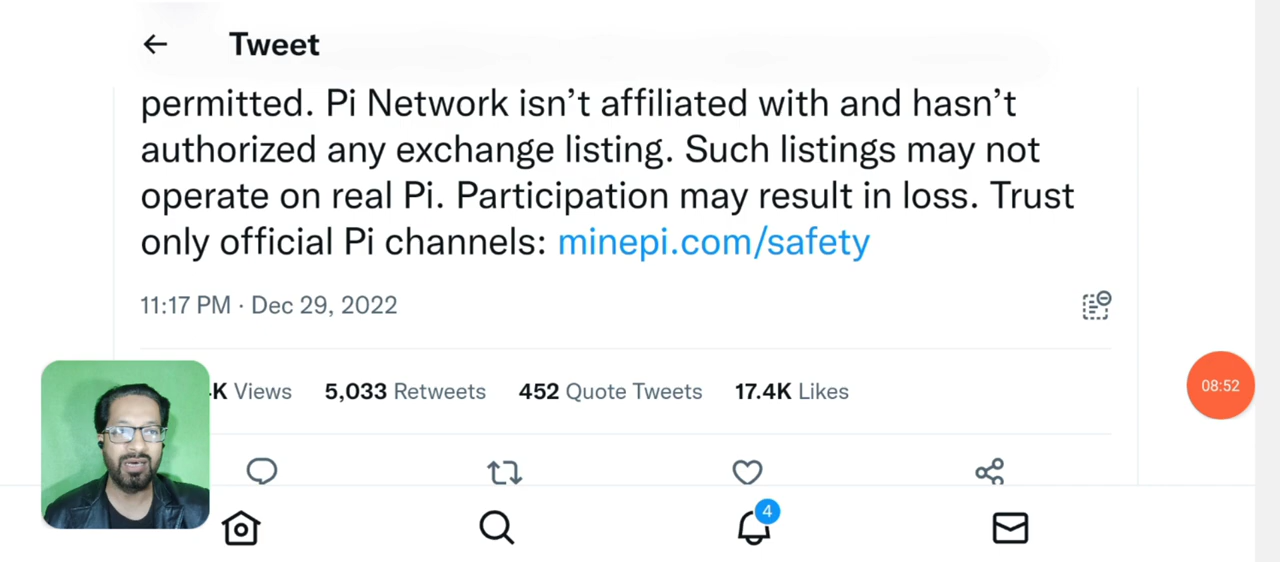 Tweet
permitted. Pi Network isn’t affiliated with and hasn’t
authorized any exchange listing. Such listings may not
operate on real Pi. Participation may result in loss. Trust
only official Pi channels: minepi.com/safety
11:17 PM · Dec 29, 2022
K Views 5,033 Retweets 452 Quote Tweets 17.4K Likes
08:52
4